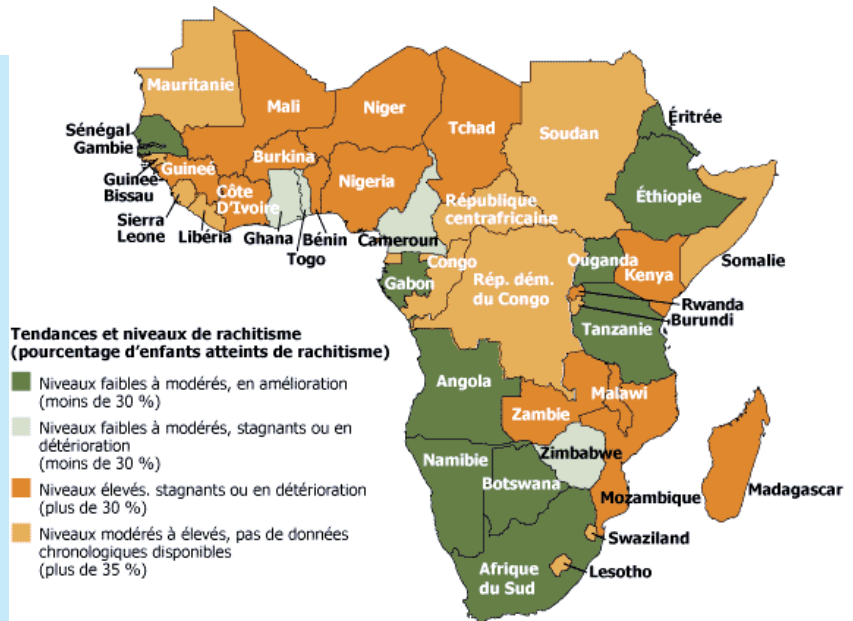 Mauritanie
Mali
Niger
Tchad
Soudan
Éritrée
Sénégal
Gambie
Burkina
Guineé
Guinée-
Bissau
Nigeria
Éthiopie
Côte
D'Ivoire
République
centrafricaine
Sierra
Leone
Libéria
Ghana
Togo
Bénin
Cameroun
Somalie
Ouganda
Kenya
Congo
Gabon
Rép. dém.
du Congo
Rwanda
Burundi
Tanzanie
Tendances et niveaux de rachitisme
(pourcentage d'enfants atteints de rachitisme)
Niveaux faibles à modérés, en amélioration
(moins de 30 %)
Niveaux faibles à modérés, stagnants ou en
détérioration
(moins de 30 %)
Niveaux élevés. stagnants ou en détérioration
(plus de 30 %)
Niveaux modérés à élevés, pas de données
chronologiques disponibles
(plus de 35 %)
Angola
Malawi
Zambie
Zimbabwe
Namibie
Botswana
Mozambique
Madagascar
Swaziland
Lesotho
Afrique
du Sud